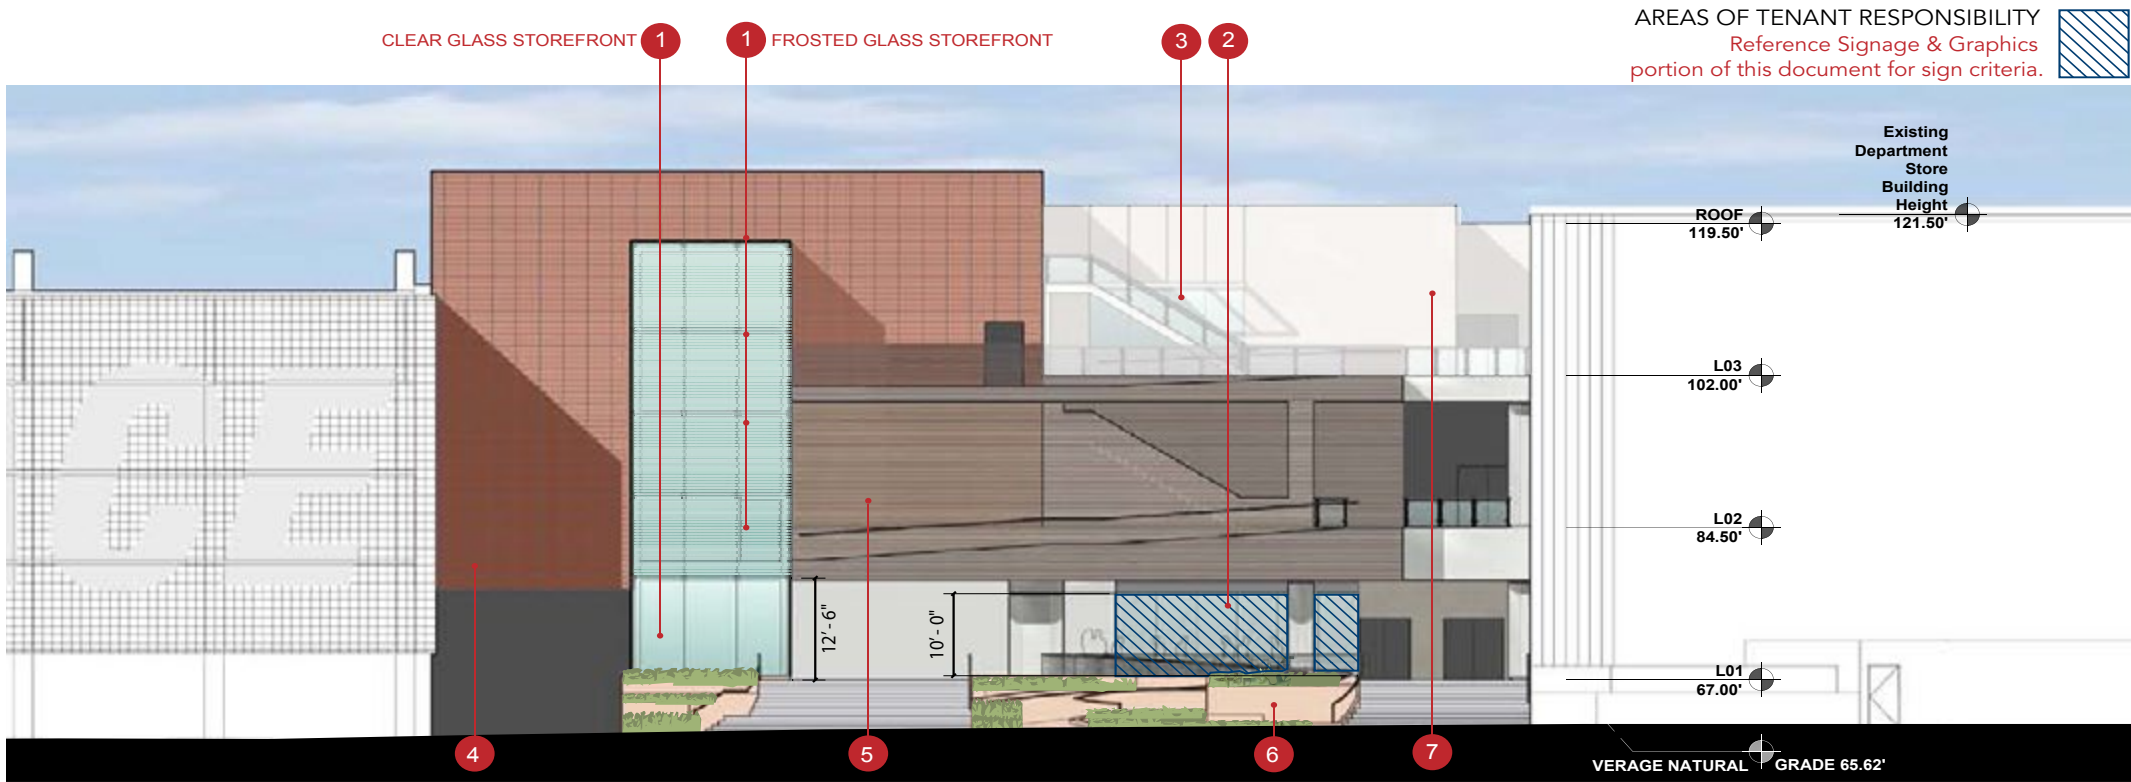 AREAS OF TENANT RESPONSIBILITY
Reference Signage & Graphics
portion of this document for sign criteria.
CLEAR GLASS STOREFRONT 1
1 FROSTED GLASS STOREFRONT
3 2
Existing
Department
Store
Building
Height
121.50'
ROOF
119.50'
L03
102.00'
CE
L02
84.50'
12'-6"
10'-0"
L01
67.00'
4 5 6 7
VERAGE NATURAL GRADE 65.62'